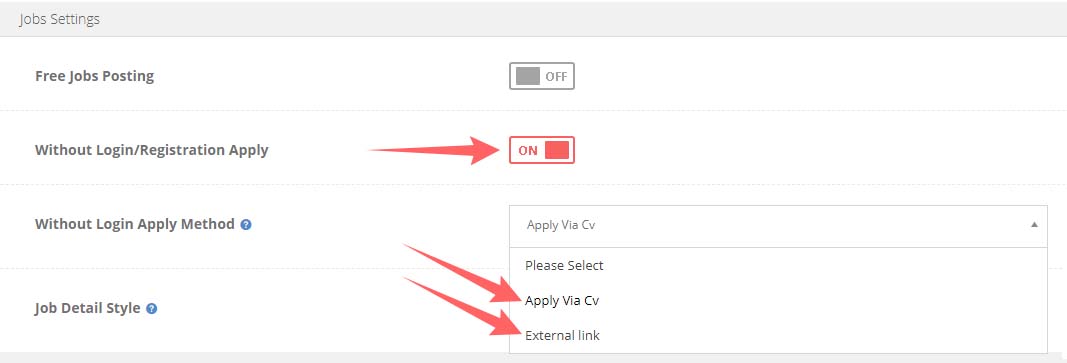 Jobs Settings
Free Jobs Posting
OFF
Without Login/Registration Apply
ON
Without Login Apply Method ?
Apply Via Cv
Please Select
Apply Via Cv
External link
Job Detail Style ?